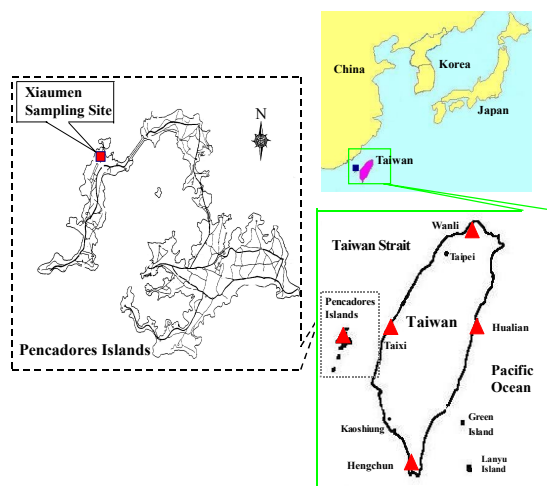 Xiaumen
Sampling Site
N
Pencadores Islands
China
Korea
Japan
Taiwan
Wanli
Taiwan Strait
Taipei
Pencadores
Islands
Taiwan
Taixi
Hualian
Pacific
Ocean
Kaoshiung
Green
Island
Hengchun
Lanyu
Island